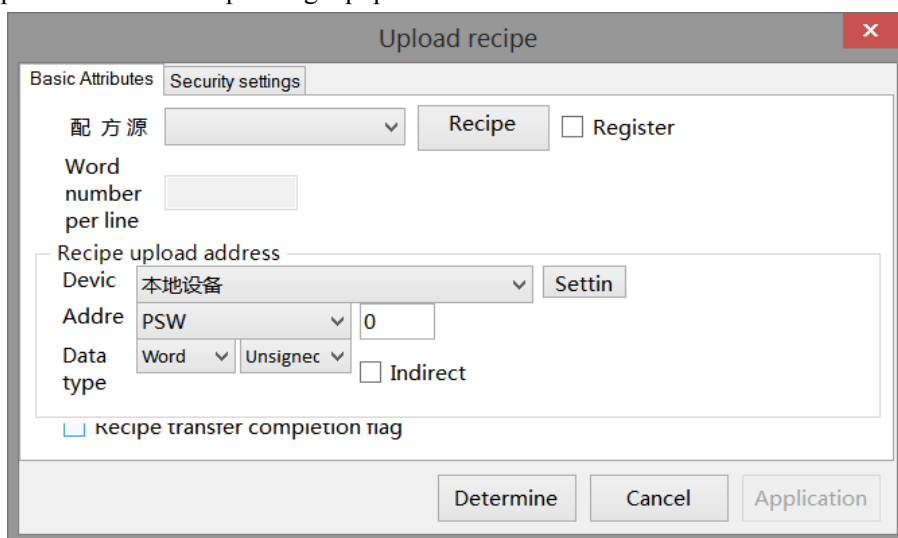 Upload recipe
Basic Attributes Security settings
配方源 Recipe Register
Word
number
per line
Recipe upload address
Devic 本地设备 Settin
Addre PSW 0
Data Word Unsignec
type Indirect
Recipe transfer completion flag
Determine Cancel Application